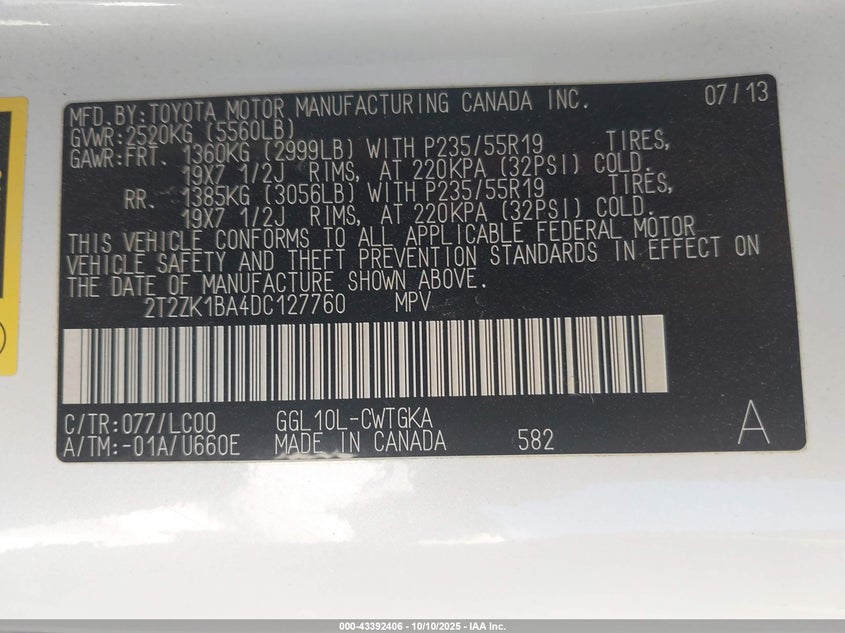 MFD.BY:TOYOTA MOTOR MANUFACTURING CANADA INC. 07/13
GVWR:2520KG (5560LB)
GAWR:FRT. 1360KG (2999LB) WITH P235/55R19 TIRES,
19X7 1/2J RIMS, AT 220KPA (32PSI) COLD.
RR. 1385KG (3056LB) WITH P235/55R19 TIRES,
19X7 1/2J RIMS, AT 220KPA (32PSI) COLD.
THIS VEHICLE CONFORMS TO ALL APPLICABLE FEDERAL MOTOR
VEHICLE SAFETY AND THEFT PREVENTION STANDARDS IN EFFECT ON
THE DATE OF MANUFACTURE SHOWN ABOVE.
2T2ZK1BA4DC127760 MPV
C/TR:077/LC00 GGL10L-CWTGKA
A/TM:-01A/U660E MADE IN CANADA 582 A
000-43392406 - 10/10/2025 - IAA Inc.